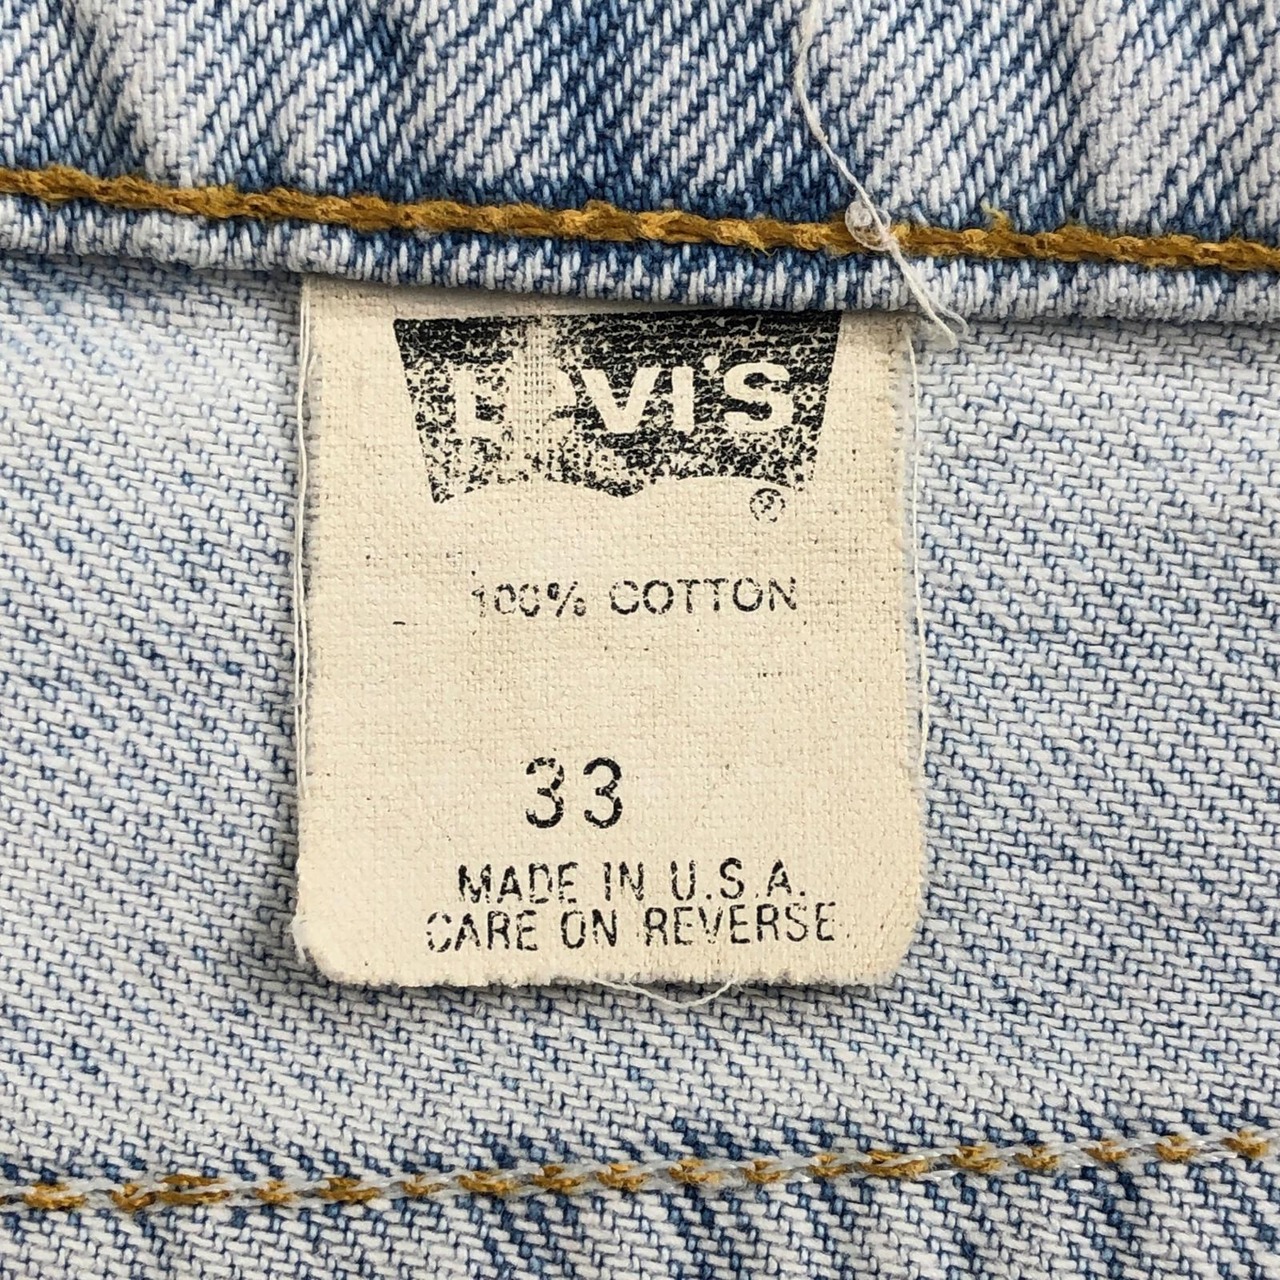 LEVI'S
®
100% COTTON
33
MADE IN U.S.A.
CARE ON REVERSE